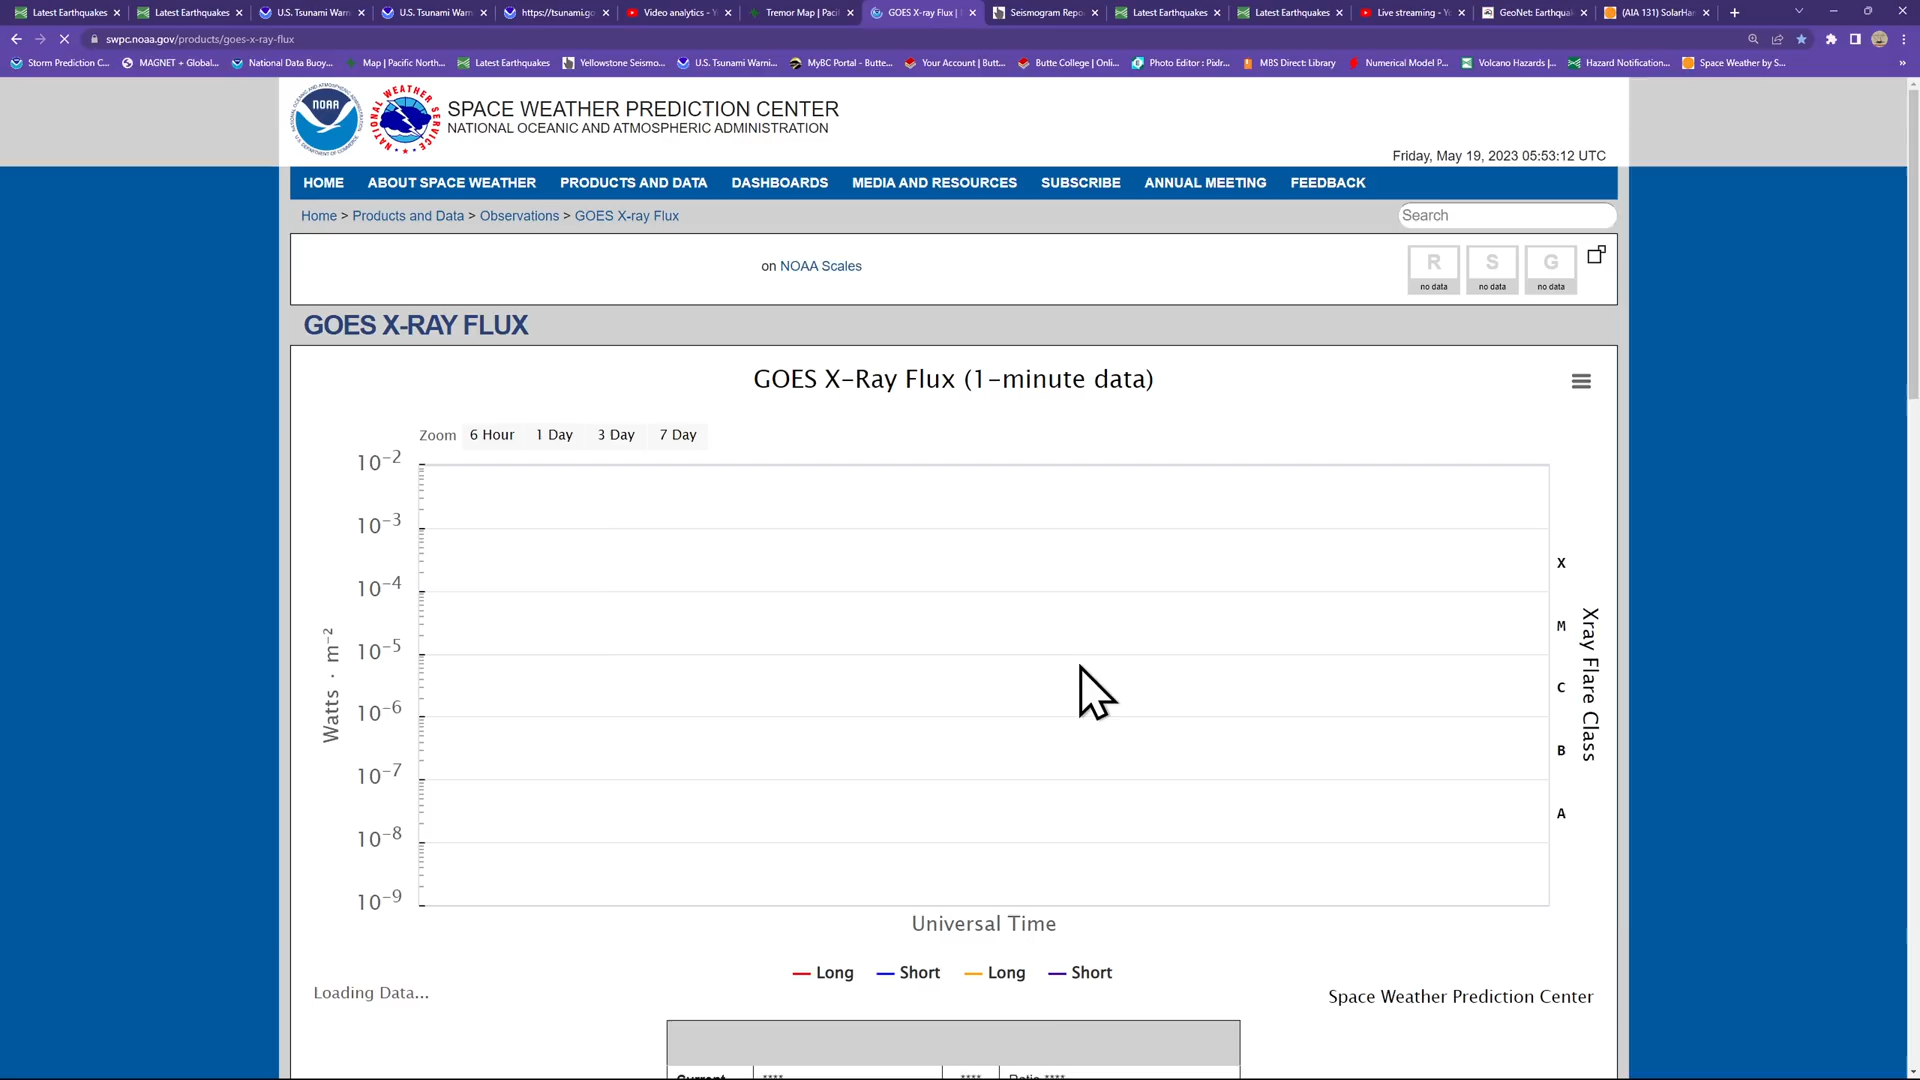 Latest Earthquakes
Latest Earthquakes
U.S. Tsunami Warn
U.S. Tsunami Warn
https://tsunami.go
Video analytics - Y
Tremor Map | Paci
GOES X-ray Flux |
Seismogram Repo
Latest Earthquakes
Latest Earthquakes
Live streaming - Y
GeoNet: Earthqua
(AIA 131) SolarHa
swpc.noaa.gov/products/goes-x-ray-flux
Storm Prediction C...
MAGNET + Global...
National Data Buoy...
Map | Pacific North...
Latest Earthquakes
Yellowstone Seismo...
U.S. Tsunami Warni...
MyBC Portal - Butte...
Your Account | Butt...
Butte College | Onli...
Photo Editor : Pixlr...
MBS Direct: Library
Numerical Model P...
Volcano Hazards |...
Hazard Notification...
Space Weather by S...
NOAA
NATIONAL WEATHER SERVICE
SPACE WEATHER PREDICTION CENTER
NATIONAL OCEANIC AND ATMOSPHERIC ADMINISTRATION
Friday, May 19, 2023 05:53:12 UTC
HOME ABOUT SPACE WEATHER PRODUCTS AND DATA DASHBOARDS MEDIA AND RESOURCES SUBSCRIBE ANNUAL MEETING FEEDBACK
Home > Products and Data > Observations > GOES X-ray Flux
Search
on NOAA Scales
R S G
no data no data no data
GOES X-RAY FLUX
GOES X-Ray Flux (1-minute data)
Zoom 6 Hour 1 Day 3 Day 7 Day
10⁻²
10⁻³
10⁻⁴
10⁻⁵
10⁻⁶
10⁻⁷
10⁻⁸
10⁻⁹
Watts · m⁻²
X
M
C
B
A
Xray Flare Class
Universal Time
Long Short Long Short
Loading Data...
Space Weather Prediction Center